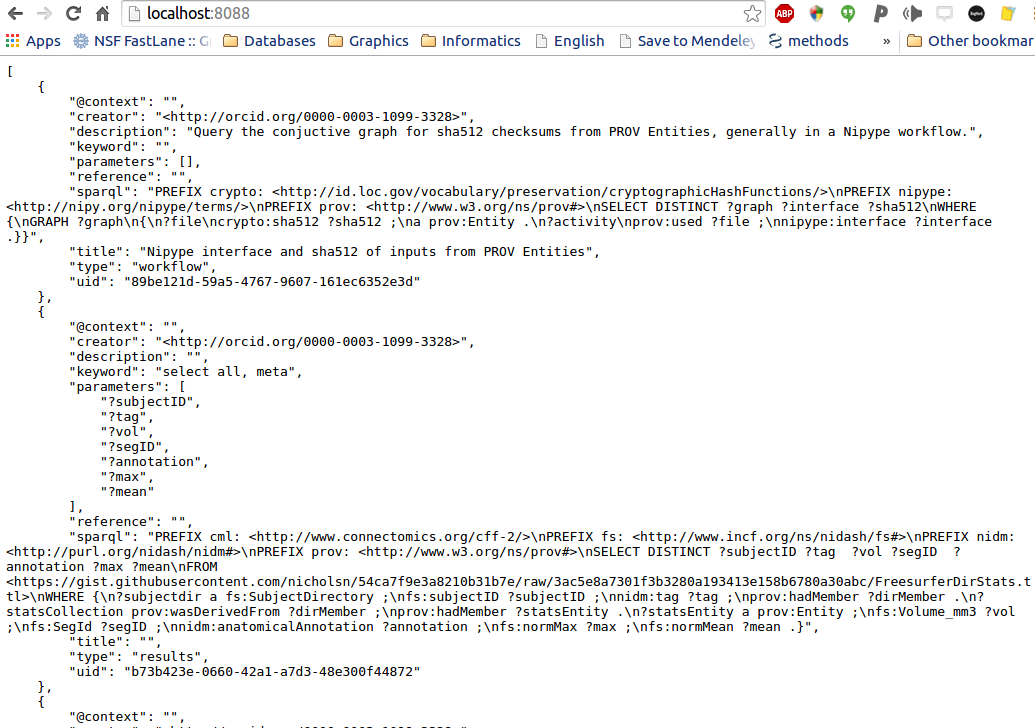 localhost:8088
ABP
Apps NSF FastLane :: G Databases Graphics Informatics English Save to Mendeley methods » Other bookmar
[
    {
        "@context": "",
        "creator": "<http://orcid.org/0000-0003-1099-3328>",
        "description": "Query the conjuctive graph for sha512 checksums from PROV Entities, generally in a Nipype workflow.",
        "keyword": "",
        "parameters": [],
        "reference": "",
        "sparql": "PREFIX crypto: <http://id.loc.gov/vocabulary/preservation/cryptographicHashFunctions/>\nPREFIX nipype:
<http://nipy.org/nipype/terms/>\nPREFIX prov: <http://www.w3.org/ns/prov#>\nSELECT DISTINCT ?graph ?interface ?sha512\nWHERE
{\nGRAPH ?graph\n{\n?file\ncrypto:sha512 ?sha512 ;\na prov:Entity .\n?activity\nprov:used ?file ;\nnipype:interface ?interface
.}}",
        "title": "Nipype interface and sha512 of inputs from PROV Entities",
        "type": "workflow",
        "uid": "89be121d-59a5-4767-9607-161ec6352e3d"
    },
    {
        "@context": "",
        "creator": "<http://orcid.org/0000-0003-1099-3328>",
        "description": "",
        "keyword": "select all, meta",
        "parameters": [
            "?subjectID",
            "?tag",
            "?vol",
            "?segID",
            "?annotation",
            "?max",
            "?mean"
        ],
        "reference": "",
        "sparql": "PREFIX cml: <http://www.connectomics.org/cff-2/>\nPREFIX fs: <http://www.incf.org/ns/nidash/fs#>\nPREFIX nidm:
<http://purl.org/nidash/nidm#>\nPREFIX prov: <http://www.w3.org/ns/prov#>\nSELECT DISTINCT ?subjectID ?tag  ?vol ?segID  ?
annotation ?max ?mean\nFROM
<https://gist.githubusercontent.com/nicholsn/54ca7f9e3a8210b31b7e/raw/3ac5e8a7301f3b3280a193413e158b6780a30abc/FreesurferDirStats.t
tl>\nWHERE {\n?subjectdir a fs:SubjectDirectory ;\nfs:subjectID ?subjectID ;\nnidm:tag ?tag ;\nprov:hadMember ?dirMember .\n?
statsCollection prov:wasDerivedFrom ?dirMember ;\nprov:hadMember ?statsEntity .\n?statsEntity a prov:Entity ;\nfs:Volume_mm3 ?vol
;\nfs:SegId ?segID ;\nnidm:anatomicalAnnotation ?annotation ;\nfs:normMax ?max ;\nfs:normMean ?mean .}",
        "title": "",
        "type": "results",
        "uid": "b73b423e-0660-42a1-a7d3-48e300f44872"
    },
    {
        "@context": "",